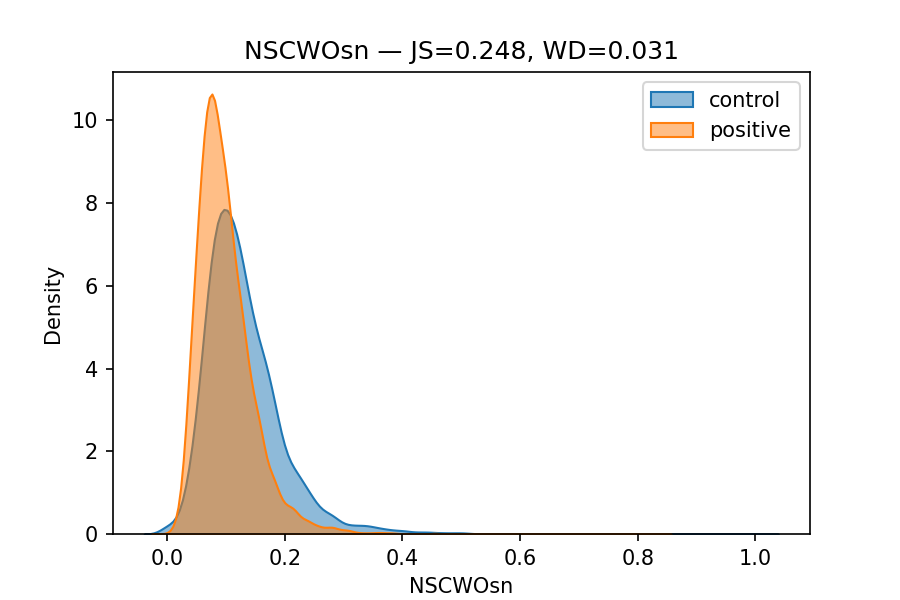 NSCWOsn — JS=0.248, WD=0.031
control
positive
10
8
6
4
2
0
Density
0.0 0.2 0.4 0.6 0.8 1.0
NSCWOsn